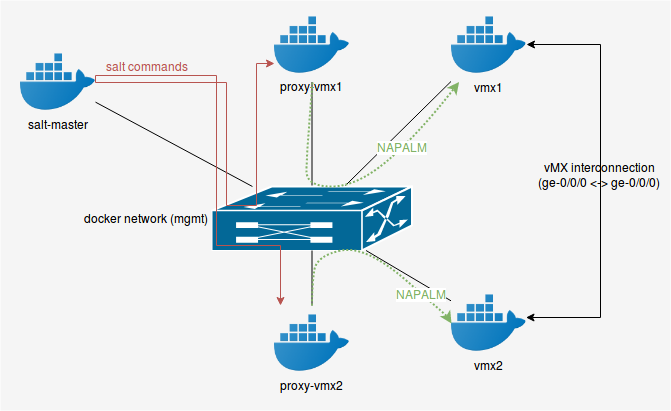 salt commands
salt-master
proxy-vmx1
vmx1
NAPALM
vMX interconnection
(ge-0/0/0 <-> ge-0/0/0)
docker network (mgmt)
NAPALM
proxy-vmx2
vmx2